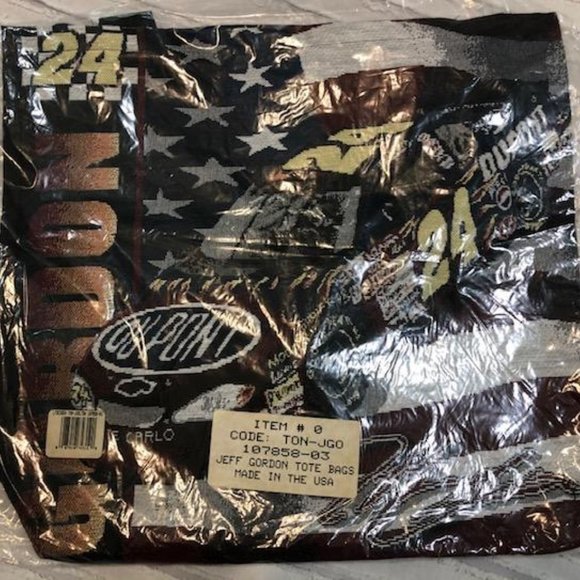 24
GORDON
DUPONT
24
DUPONT
CARLO
ITEM # 0
CODE: TON-JGO
107858-03
JEFF GORDON TOTE BAGS
MADE IN THE USA